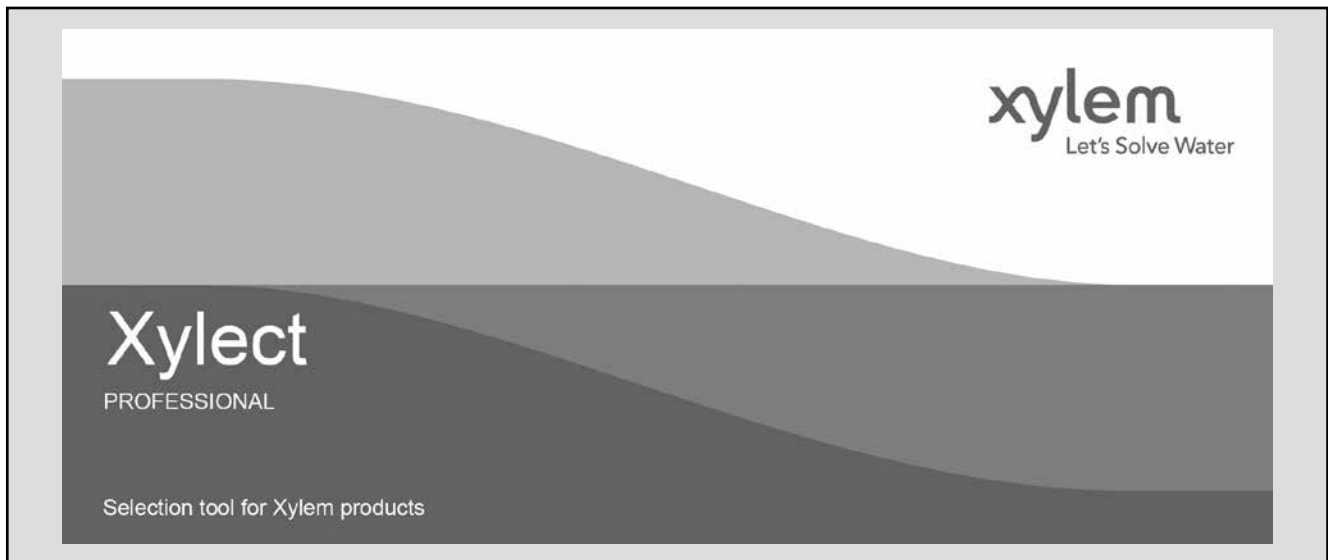 xylem
Let's Solve Water
Xylect
PROFESSIONAL
Selection tool for Xylem products